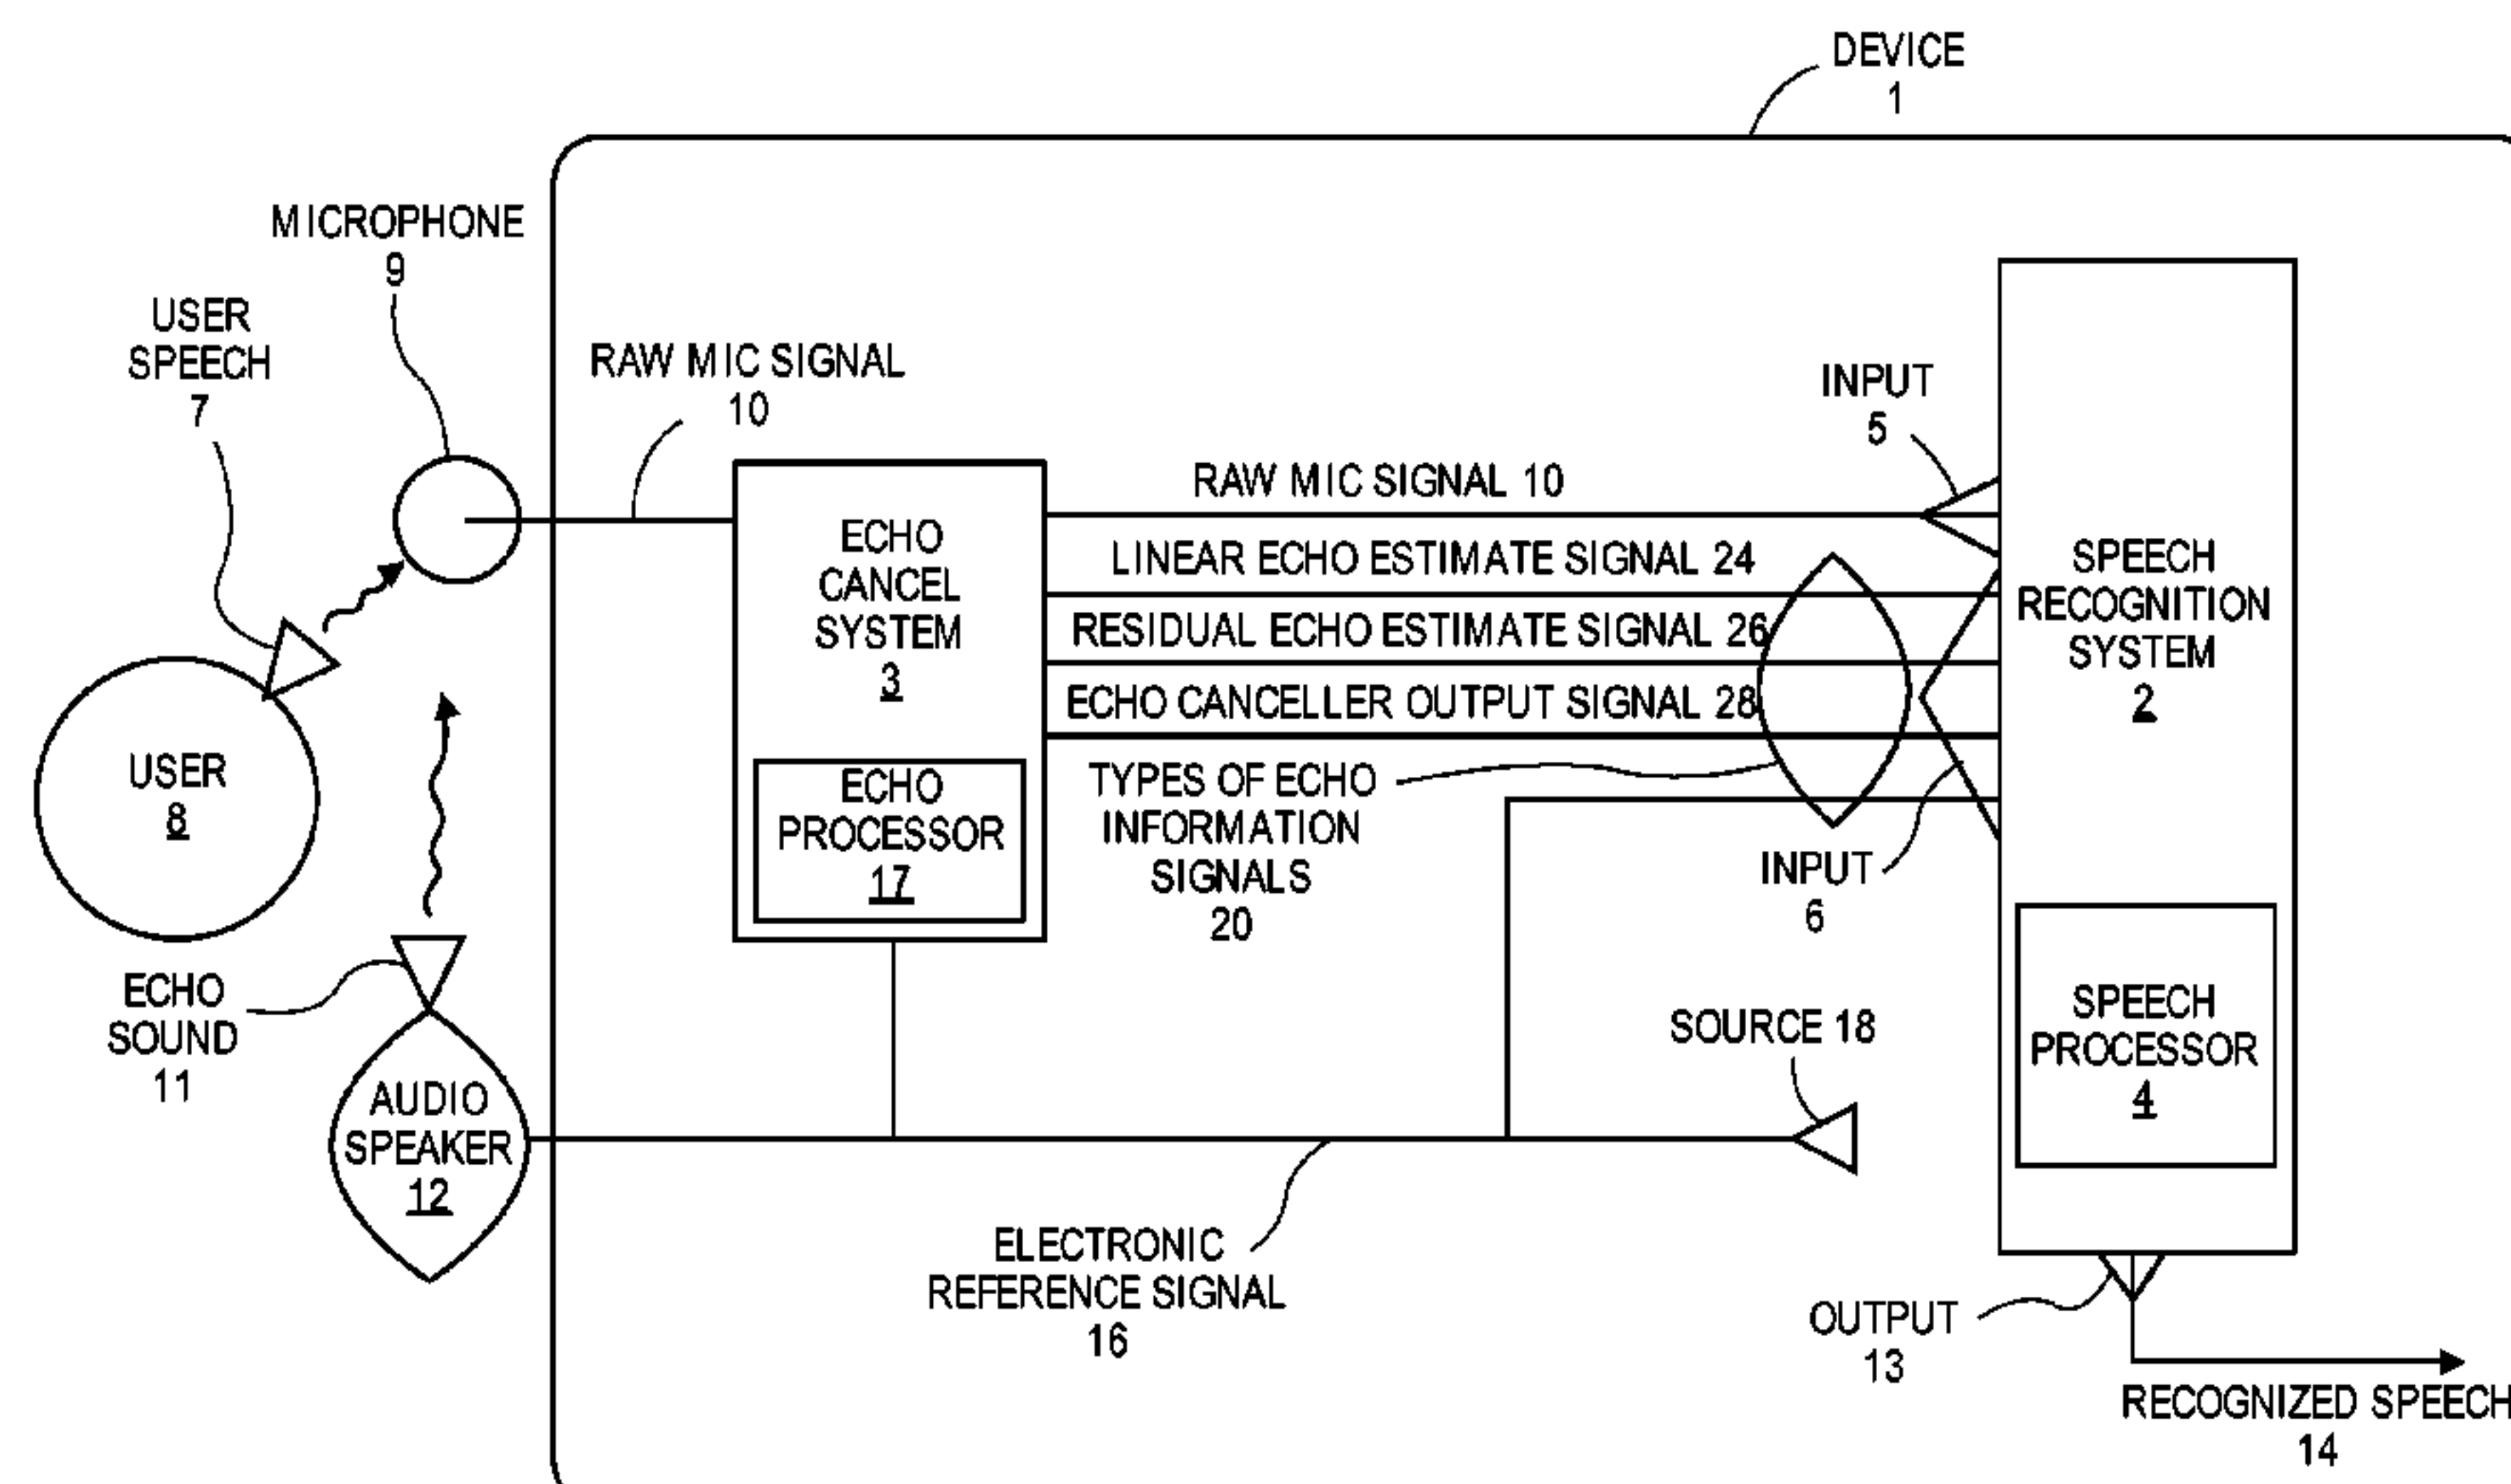 DEVICE
1
MICROPHONE
9
USER
SPEECH
7
RAW MIC SIGNAL
10
INPUT
5
RAW MIC SIGNAL 10
LINEAR ECHO ESTIMATE SIGNAL 24
RESIDUAL ECHO ESTIMATE SIGNAL 26
ECHO CANCELLER OUTPUT SIGNAL 28
ECHO
CANCEL
SYSTEM
3
SPEECH
RECOGNITION
SYSTEM
2
USER
8
ECHO
PROCESSOR
17
TYPES OF ECHO
INFORMATION
SIGNALS
20
INPUT
6
ECHO
SOUND
11
SOURCE 18
SPEECH
PROCESSOR
4
AUDIO
SPEAKER
12
ELECTRONIC
REFERENCE SIGNAL
16
OUTPUT
13
RECOGNIZED SPEECH
14